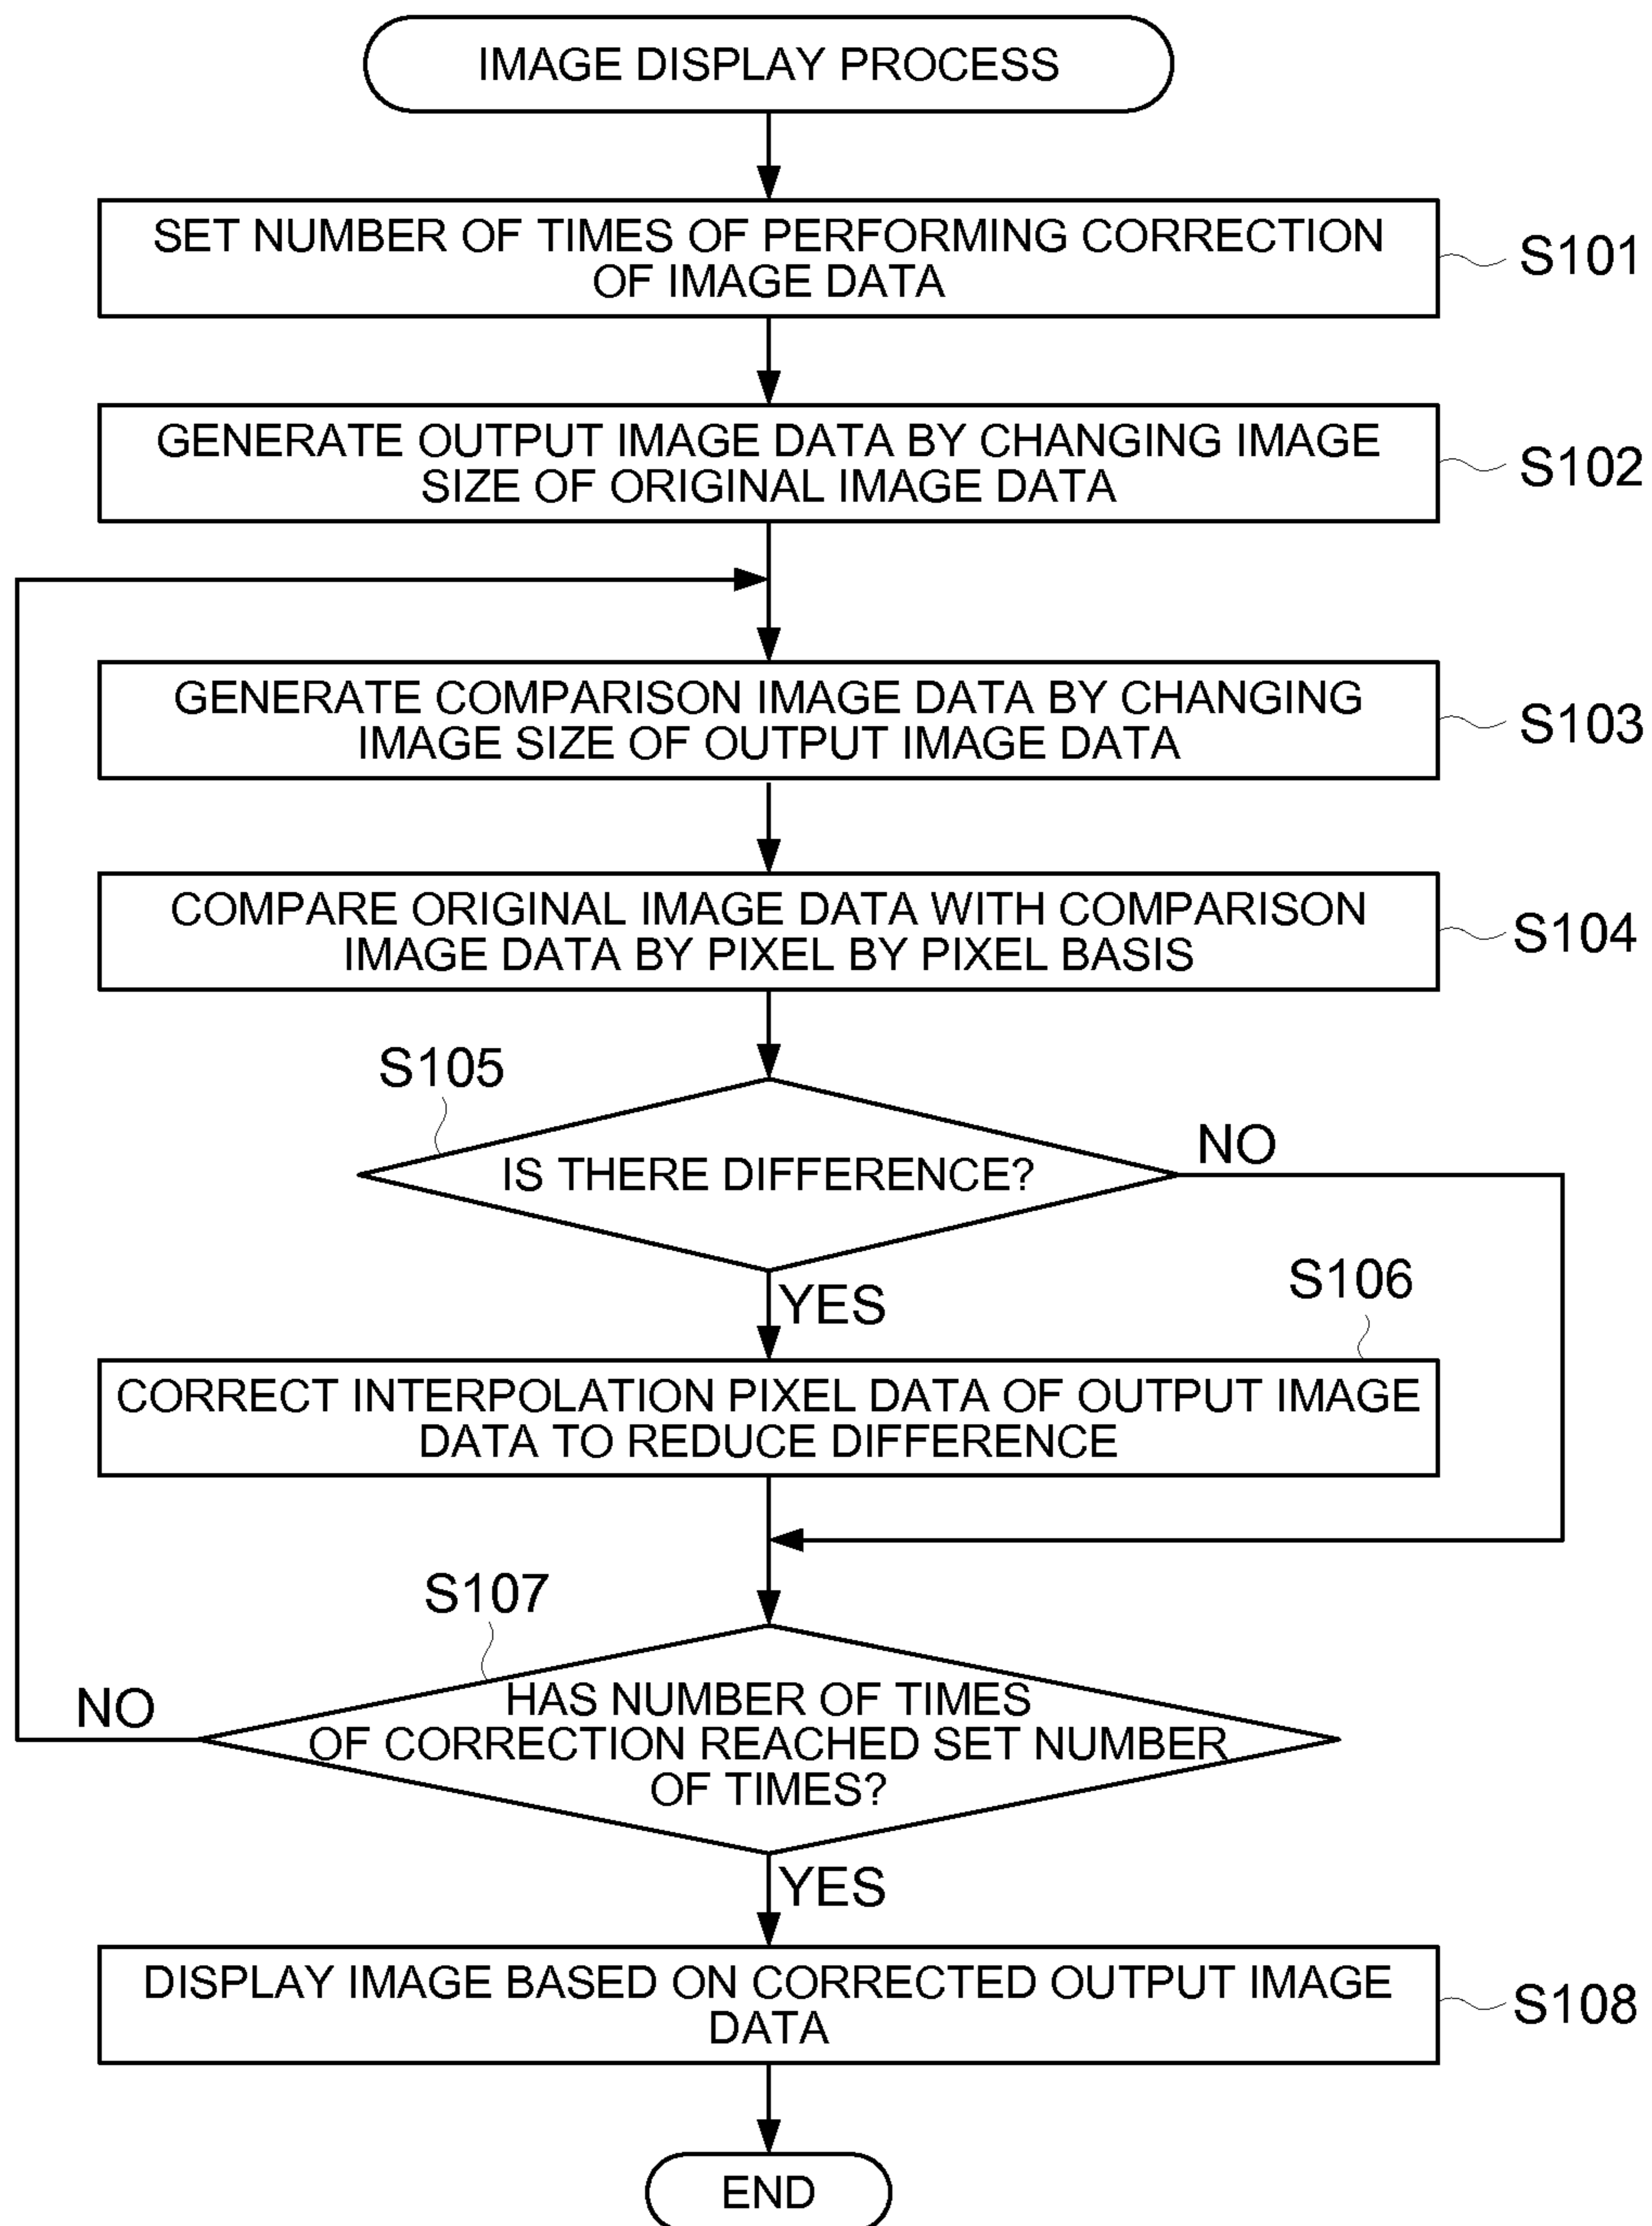 IMAGE DISPLAY PROCESS
SET NUMBER OF TIMES OF PERFORMING CORRECTION
OF IMAGE DATA
S101
GENERATE OUTPUT IMAGE DATA BY CHANGING IMAGE
SIZE OF ORIGINAL IMAGE DATA
S102
GENERATE COMPARISON IMAGE DATA BY CHANGING
IMAGE SIZE OF OUTPUT IMAGE DATA
S103
COMPARE ORIGINAL IMAGE DATA WITH COMPARISON
IMAGE DATA BY PIXEL BY PIXEL BASIS
S104
S105
IS THERE DIFFERENCE?
NO
YES
S106
CORRECT INTERPOLATION PIXEL DATA OF OUTPUT IMAGE
DATA TO REDUCE DIFFERENCE
S107
HAS NUMBER OF TIMES
OF CORRECTION REACHED SET NUMBER
OF TIMES?
NO
YES
DISPLAY IMAGE BASED ON CORRECTED OUTPUT IMAGE
DATA
S108
END